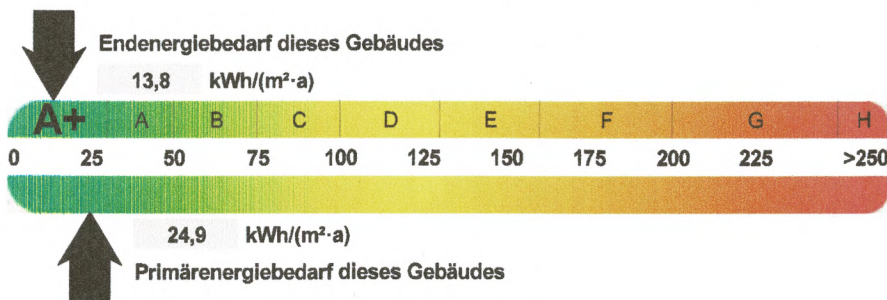 Endenergiebedarf dieses Gebäudes
13,8 kWh/(m²·a)
A+ A B C D E F G H
0 25 50 75 100 125 150 175 200 225 >250
24,9 kWh/(m²·a)
Primärenergiebedarf dieses Gebäudes